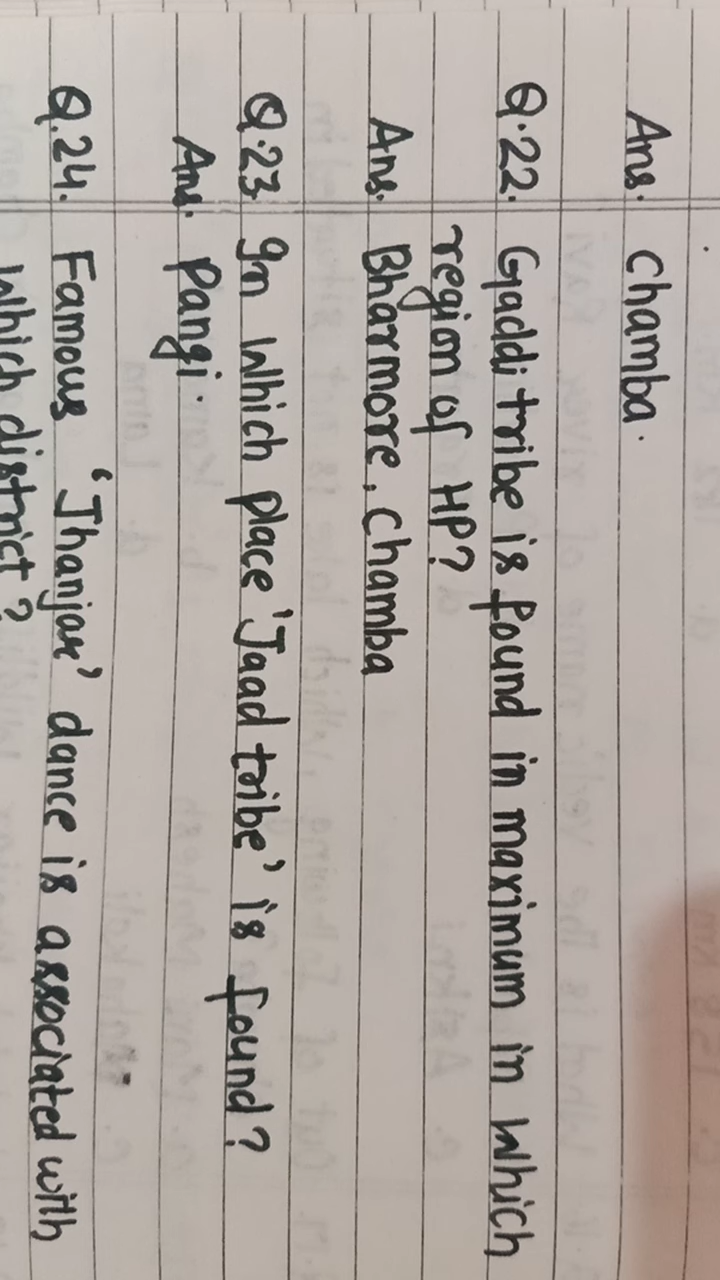 Ans. Chamba.
Q.22. Gaddi tribe is found in maximum in which
region of HP?
Ans. Bharmore, Chamba
Q.23 In which place 'Jaad tribe' is found?
Ans. Pangi.
Q.24. Famous 'Jhanjar' dance is associated with
which district?